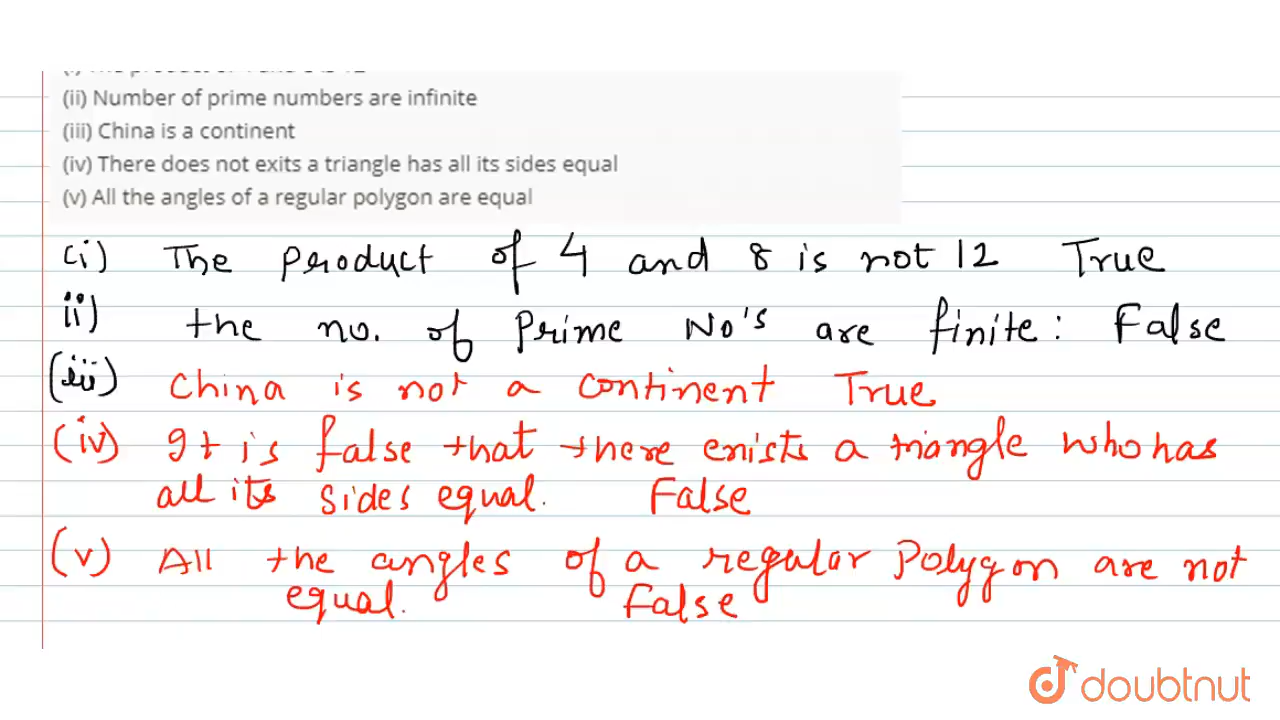 (ii) Number of prime numbers are infinite
(iii) China is a continent
(iv) There does not exits a triangle has all its sides equal
(v) All the angles of a regular polygon are equal
(i) The product of 4 and 8 is not 12 True
ii) the no. of Prime No's are finite: False
(iii) China is not a continent True
(iv) It is false that there exists a triangle who has
all its sides equal. False
(v) All the angles of a regular Polygon are not
equal. False
doubtnut